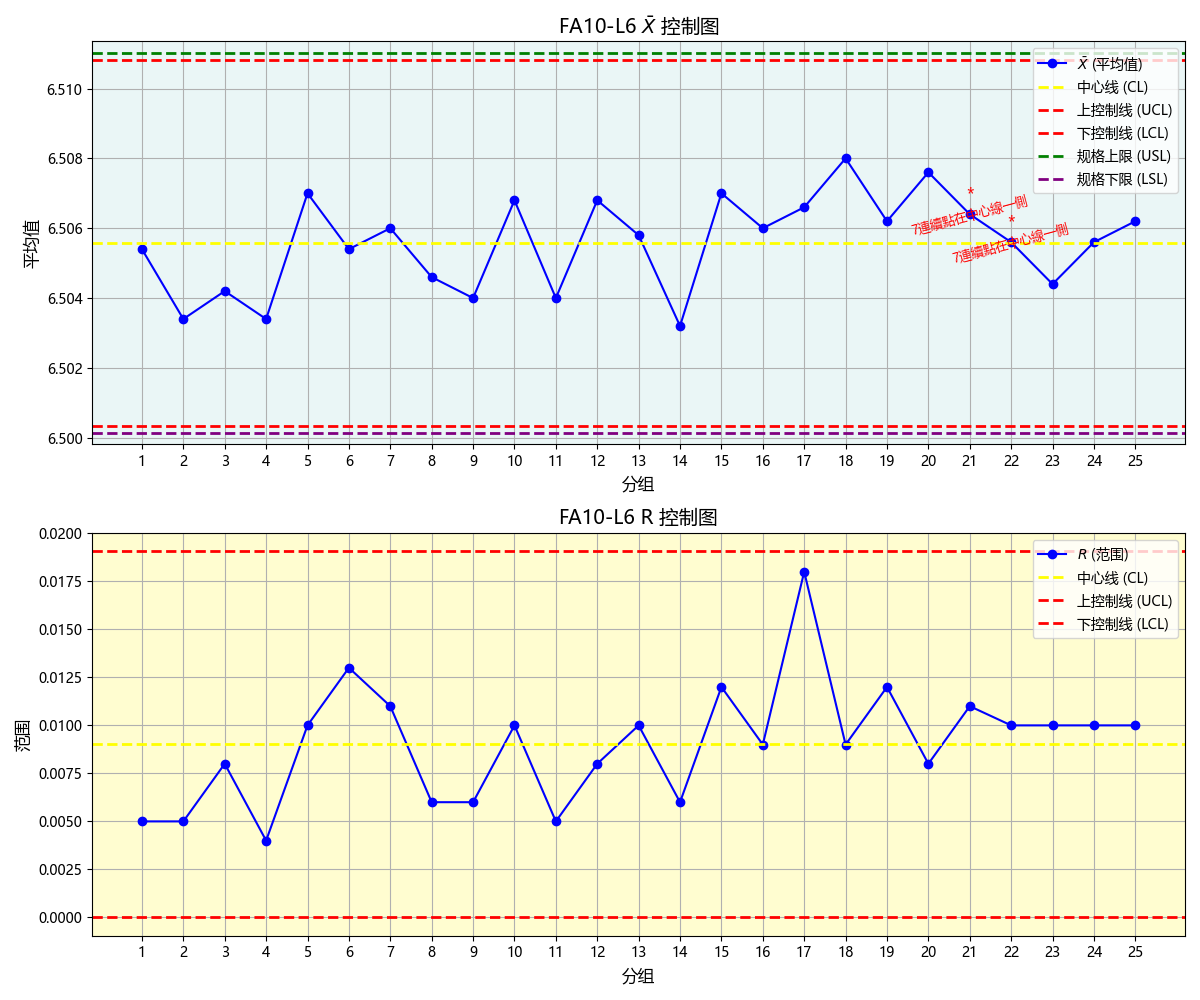 FA10-L6 X̄ 控制图
平均值
6.510
6.508
6.506
6.504
6.502
6.500
X̄ (平均值)
中心线 (CL)
上控制线 (UCL)
下控制线 (LCL)
规格上限 (USL)
规格下限 (LSL)
*
7連續點在中心線一側
*
7連續點在中心線一側
1 2 3 4 5 6 7 8 9 10 11 12 13 14 15 16 17 18 19 20 21 22 23 24 25
分组
FA10-L6 R 控制图
范围
0.0200
0.0175
0.0150
0.0125
0.0100
0.0075
0.0050
0.0025
0.0000
R (范围)
中心线 (CL)
上控制线 (UCL)
下控制线 (LCL)
1 2 3 4 5 6 7 8 9 10 11 12 13 14 15 16 17 18 19 20 21 22 23 24 25
分组